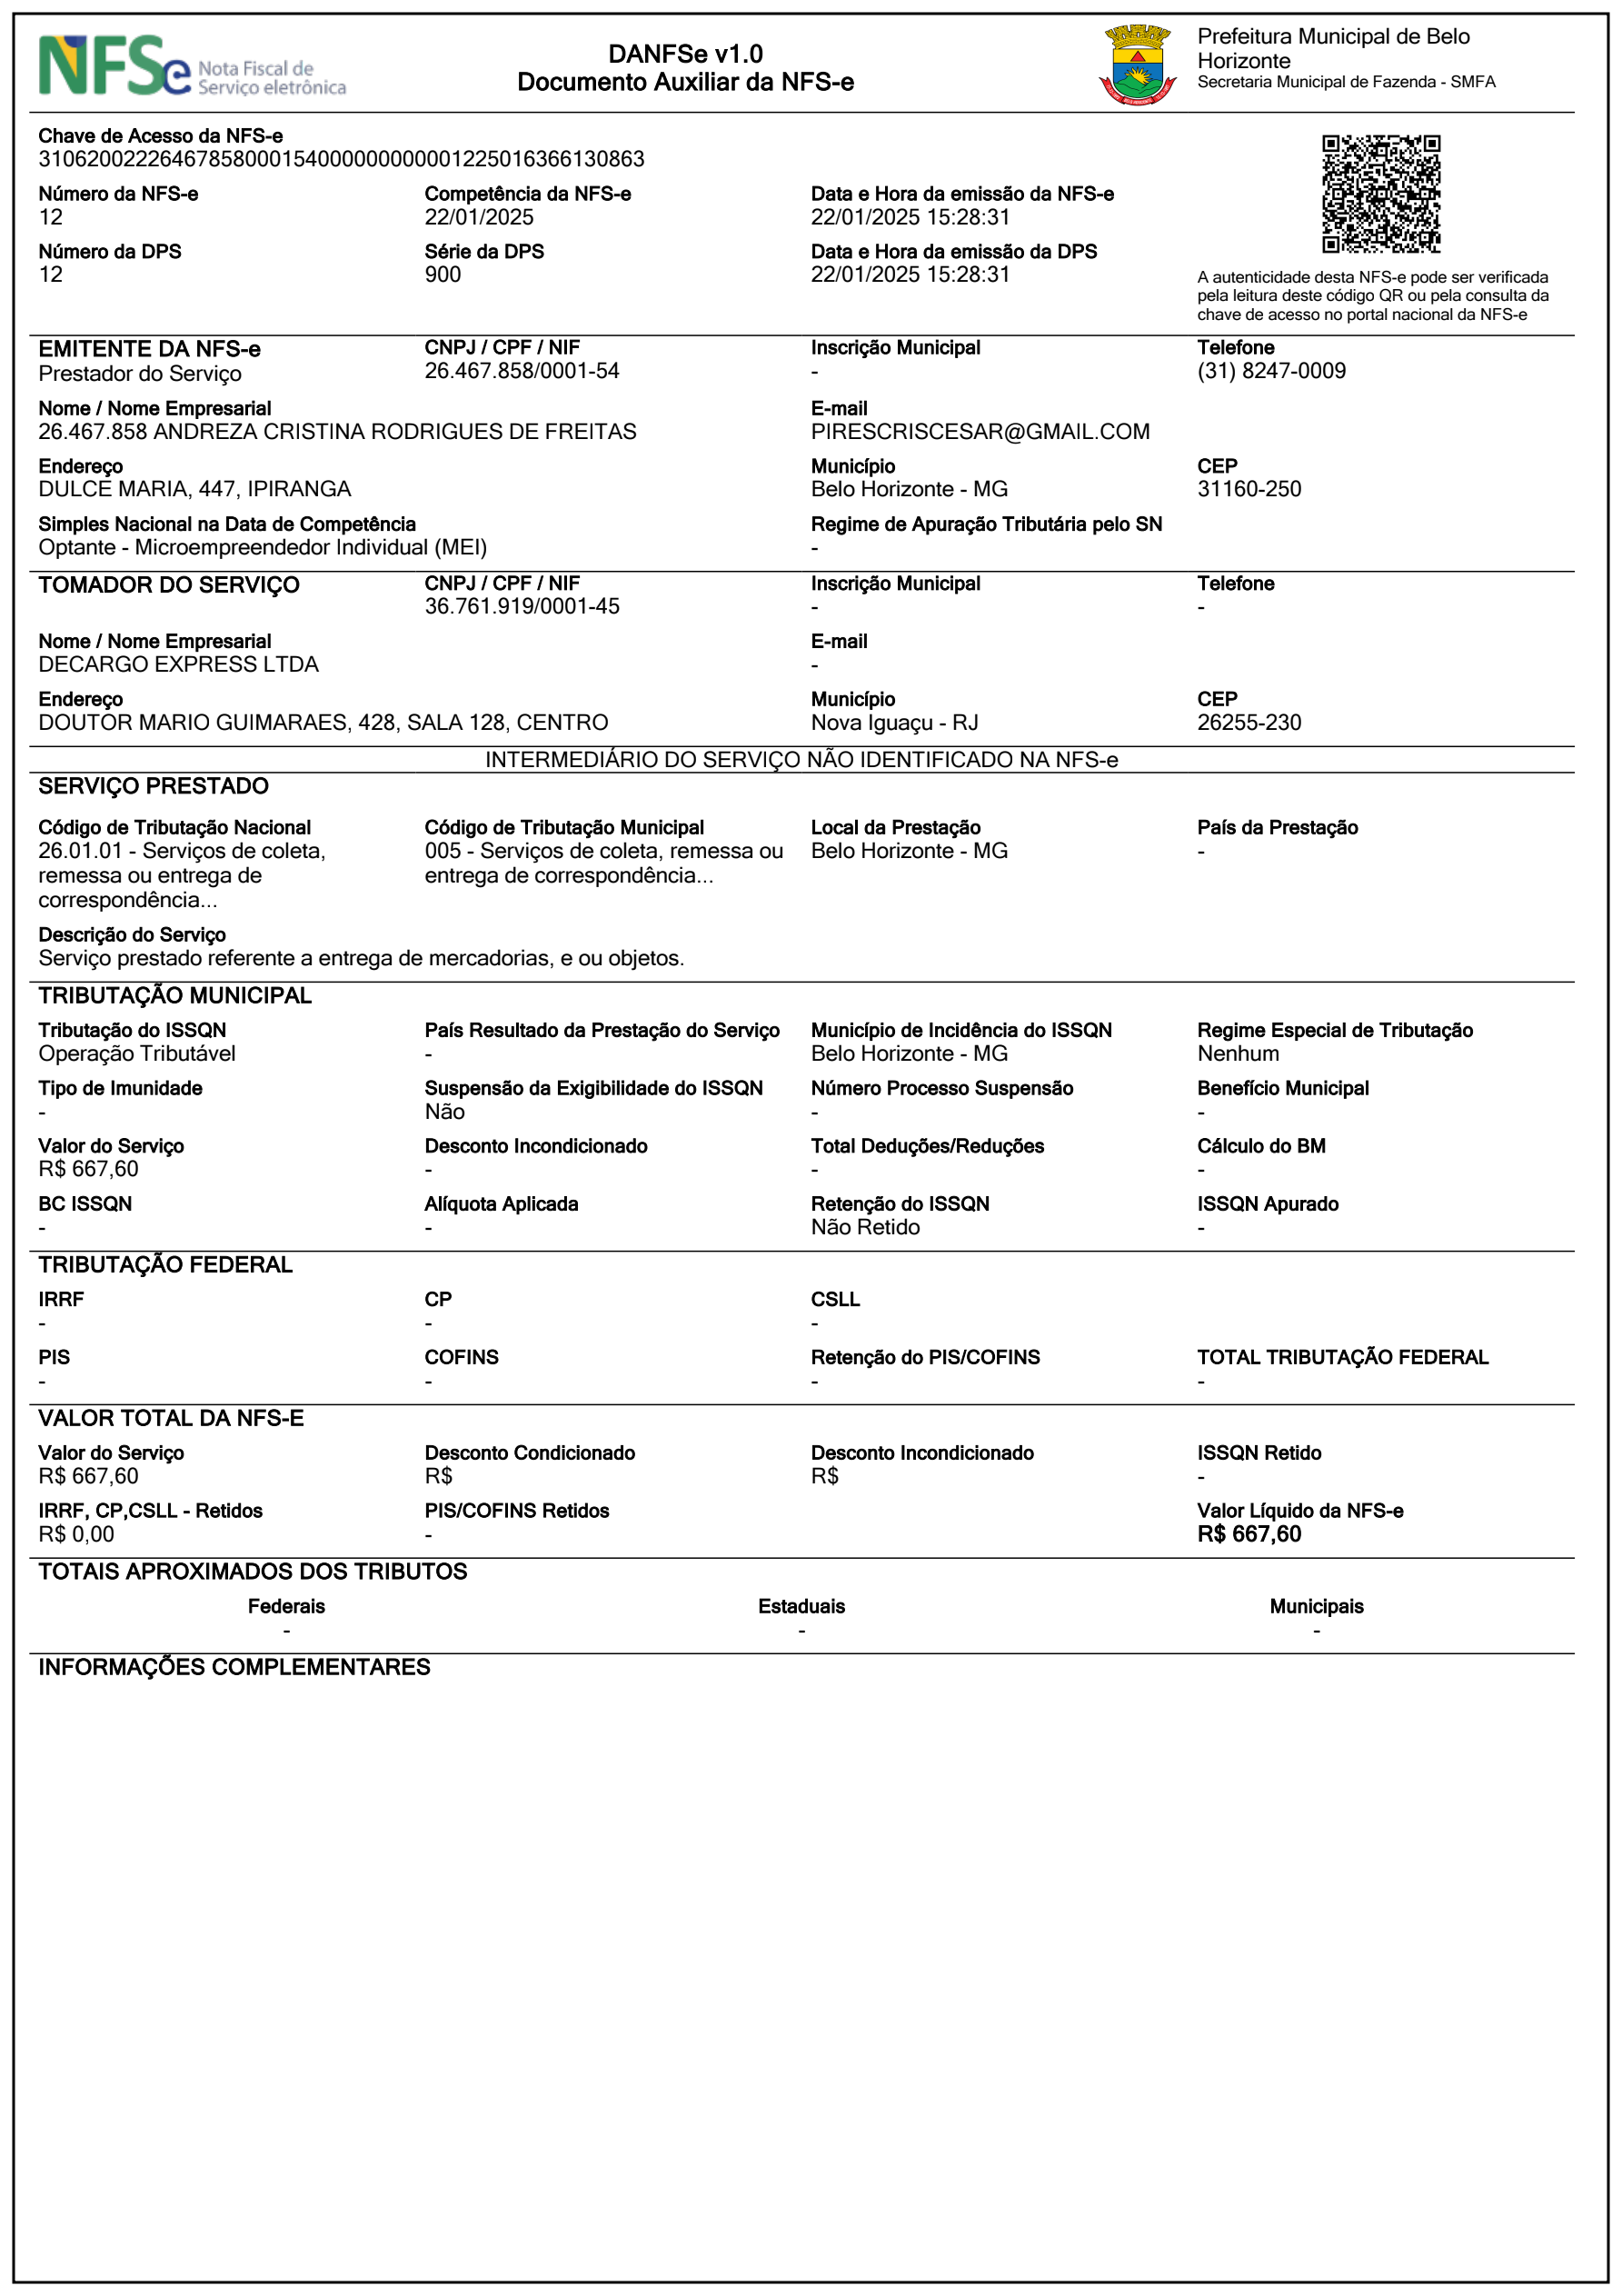 NFSe Nota Fiscal de
Serviço eletrônica
DANFSe v1.0
Documento Auxiliar da NFS-e
Prefeitura Municipal de Belo
Horizonte
Secretaria Municipal de Fazenda - SMFA
Chave de Acesso da NFS-e
31062002226467858000154000000000001225016366130863
Número da NFS-e Competência da NFS-e Data e Hora da emissão da NFS-e
12 22/01/2025 22/01/2025 15:28:31
Número da DPS Série da DPS Data e Hora da emissão da DPS
12 900 22/01/2025 15:28:31
A autenticidade desta NFS-e pode ser verificada
pela leitura deste código QR ou pela consulta da
chave de acesso no portal nacional da NFS-e
EMITENTE DA NFS-e CNPJ / CPF / NIF Inscrição Municipal Telefone
Prestador do Serviço 26.467.858/0001-54 - (31) 8247-0009
Nome / Nome Empresarial E-mail
26.467.858 ANDREZA CRISTINA RODRIGUES DE FREITAS PIRESCRISCESAR@GMAIL.COM
Endereço Município CEP
DULCE MARIA, 447, IPIRANGA Belo Horizonte - MG 31160-250
Simples Nacional na Data de Competência Regime de Apuração Tributária pelo SN
Optante - Microempreendedor Individual (MEI) -
TOMADOR DO SERVIÇO CNPJ / CPF / NIF Inscrição Municipal Telefone
36.761.919/0001-45 - -
Nome / Nome Empresarial E-mail
DECARGO EXPRESS LTDA -
Endereço Município CEP
DOUTOR MARIO GUIMARAES, 428, SALA 128, CENTRO Nova Iguaçu - RJ 26255-230
INTERMEDIÁRIO DO SERVIÇO NÃO IDENTIFICADO NA NFS-e
SERVIÇO PRESTADO
Código de Tributação Nacional Código de Tributação Municipal Local da Prestação País da Prestação
26.01.01 - Serviços de coleta, 005 - Serviços de coleta, remessa ou Belo Horizonte - MG -
remessa ou entrega de entrega de correspondência...
correspondência...
Descrição do Serviço
Serviço prestado referente a entrega de mercadorias, e ou objetos.
TRIBUTAÇÃO MUNICIPAL
Tributação do ISSQN País Resultado da Prestação do Serviço Município de Incidência do ISSQN Regime Especial de Tributação
Operação Tributável - Belo Horizonte - MG Nenhum
Tipo de Imunidade Suspensão da Exigibilidade do ISSQN Número Processo Suspensão Benefício Municipal
- Não - -
Valor do Serviço Desconto Incondicionado Total Deduções/Reduções Cálculo do BM
R$ 667,60 - - -
BC ISSQN Alíquota Aplicada Retenção do ISSQN ISSQN Apurado
- - Não Retido -
TRIBUTAÇÃO FEDERAL
IRRF CP CSLL
- - -
PIS COFINS Retenção do PIS/COFINS TOTAL TRIBUTAÇÃO FEDERAL
- - - -
VALOR TOTAL DA NFS-E
Valor do Serviço Desconto Condicionado Desconto Incondicionado ISSQN Retido
R$ 667,60 R$ R$ -
IRRF, CP,CSLL - Retidos PIS/COFINS Retidos Valor Líquido da NFS-e
R$ 0,00 - R$ 667,60
TOTAIS APROXIMADOS DOS TRIBUTOS
Federais Estaduais Municipais
- - -
INFORMAÇÕES COMPLEMENTARES